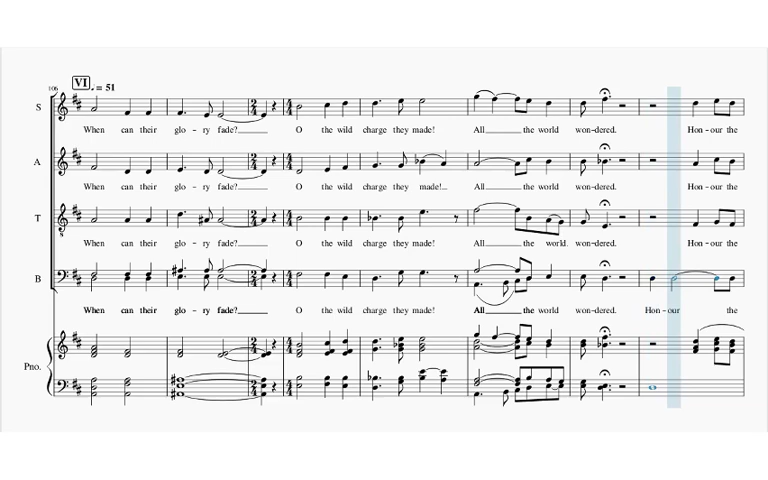 VI . = 51
106
S
When can their glo - ry fade? O the wild charge they made! All the world won-dered. Hon-our the
A
When can their glo - ry fade? O the wild charge they made! All the world won-dered. Hon-our the
T
When can their glo - ry fade? O the wild charge they made! All the world. won-dered. Hon-our the
B
When can their glo - ry fade? O the wild charge they made! All the world won-dered. Hon-our the
Pno.